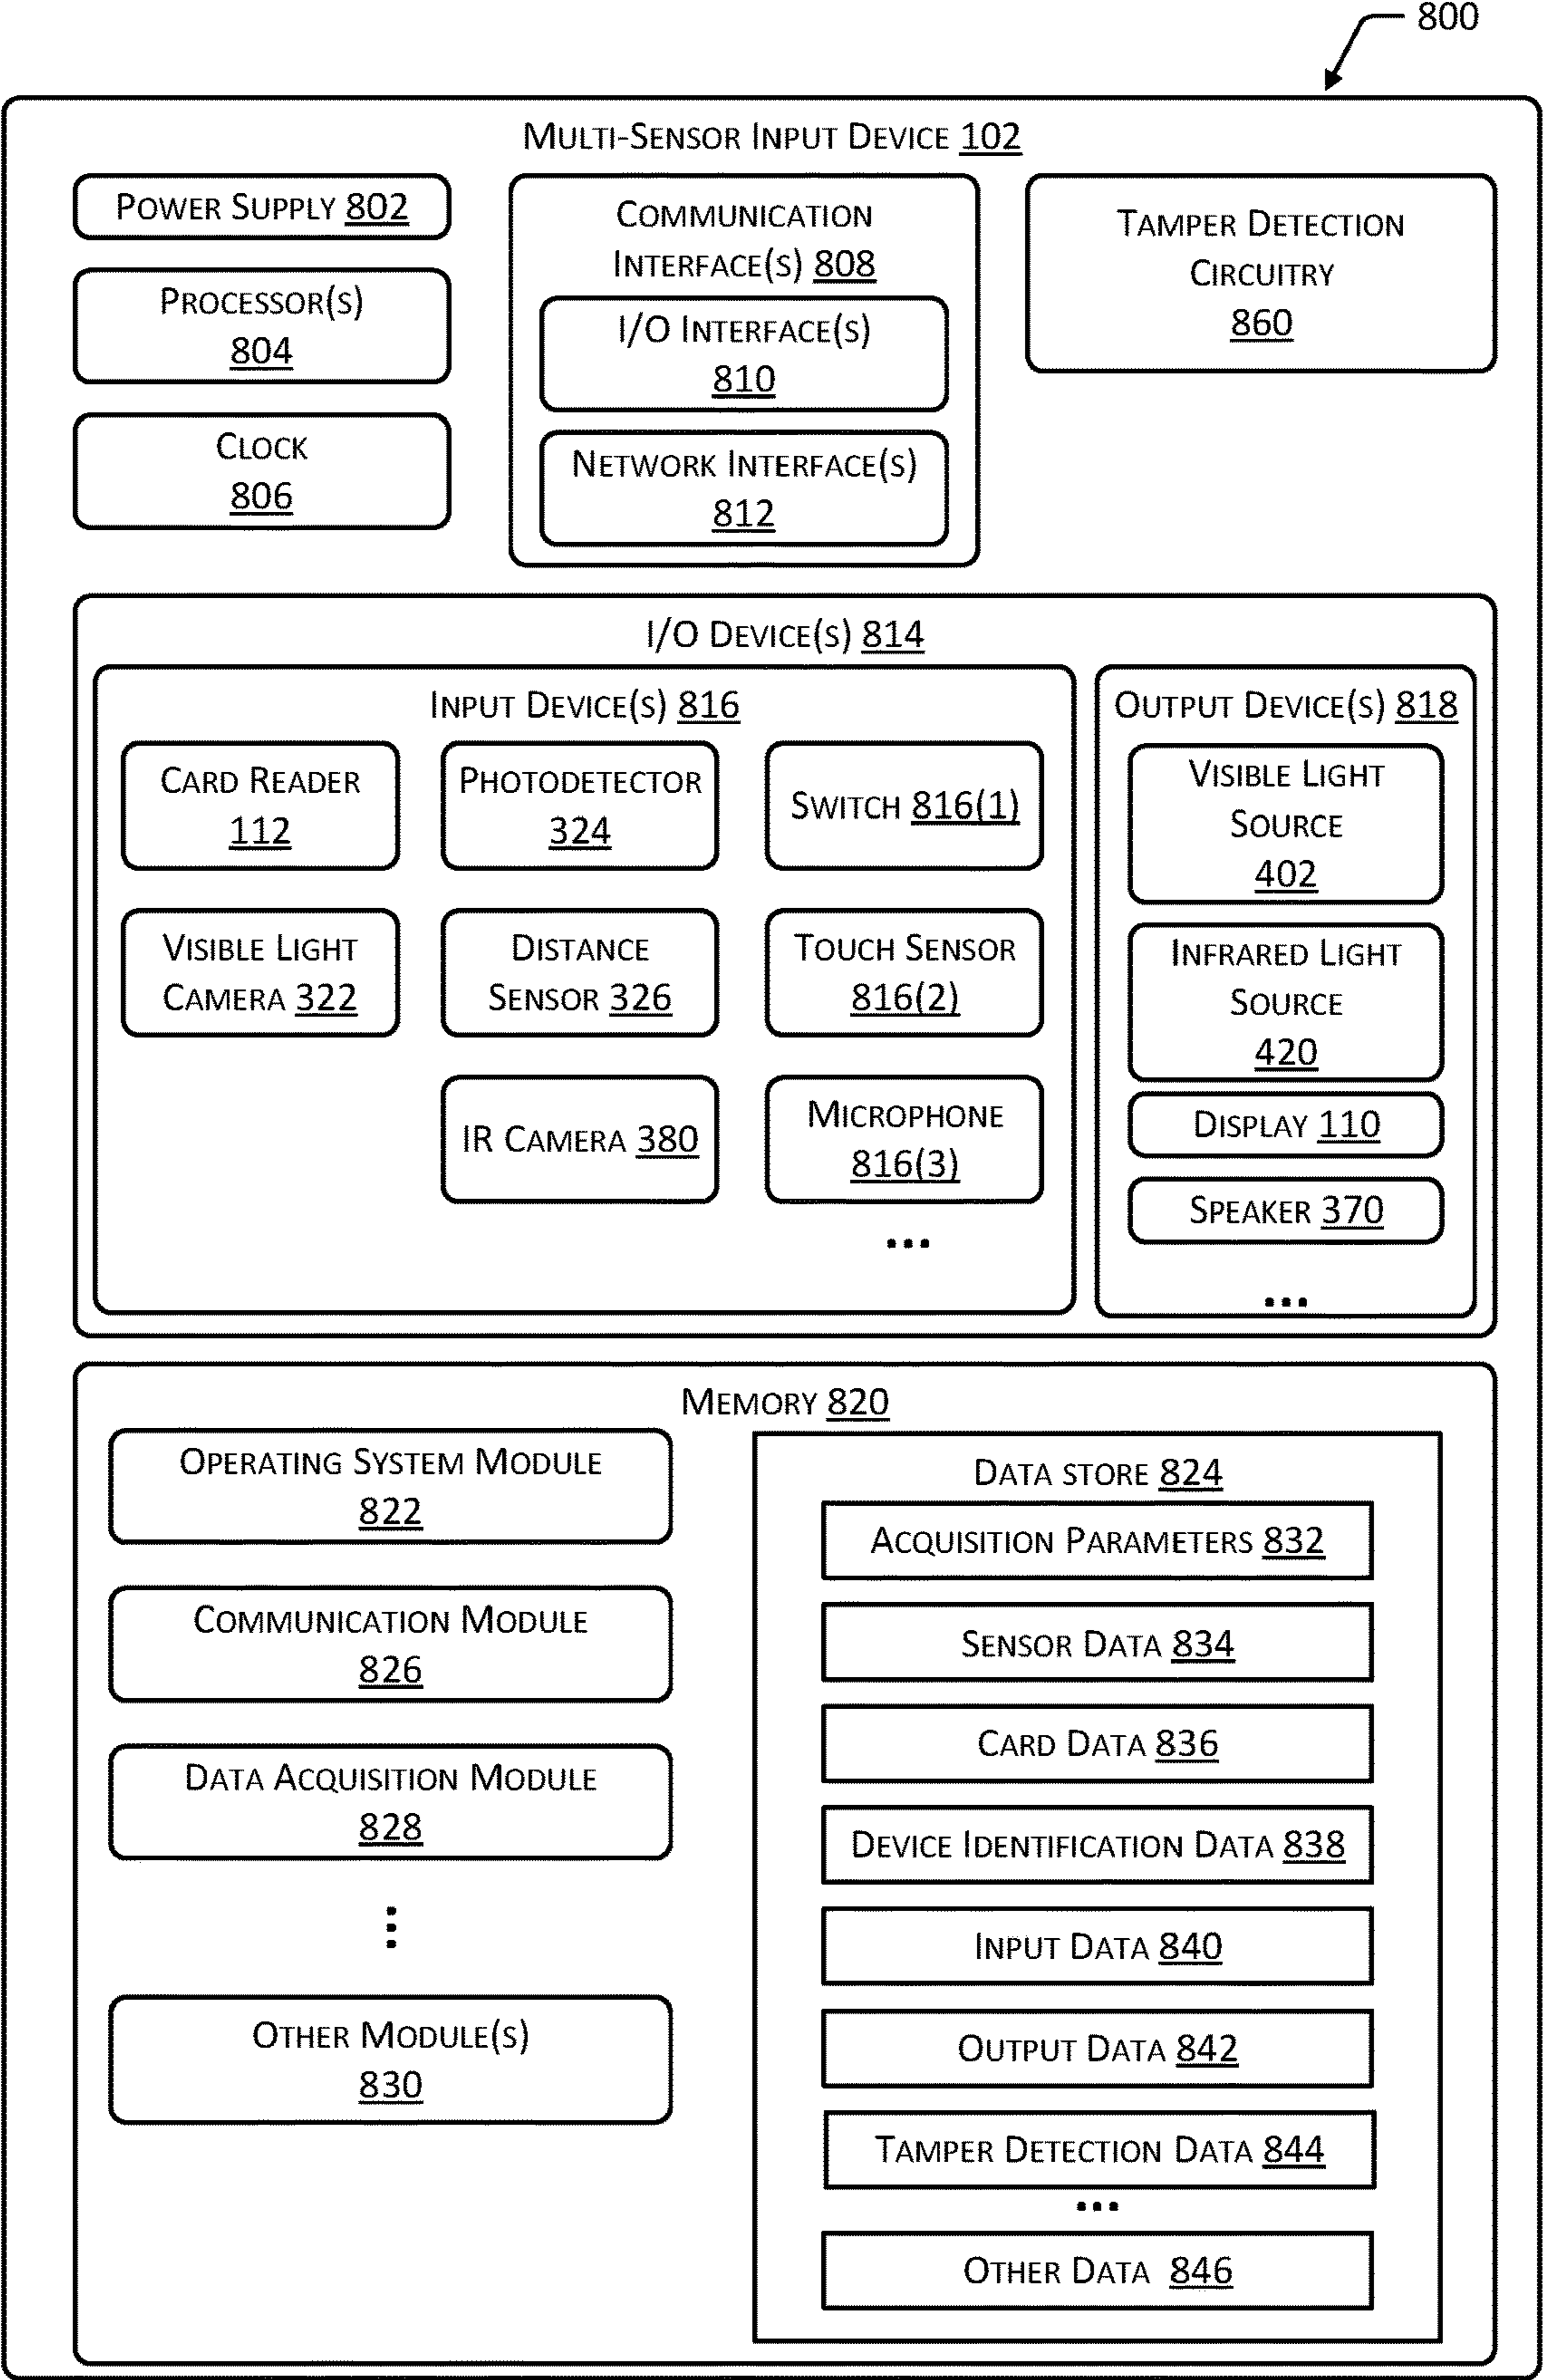 800
MULTI-SENSOR INPUT DEVICE 102
POWER SUPPLY 802
PROCESSOR(S)
804
CLOCK
806
COMMUNICATION
INTERFACE(S) 808
I/O INTERFACE(S)
810
NETWORK INTERFACE(S)
812
TAMPER DETECTION
CIRCUITRY
860
I/O DEVICE(S) 814
INPUT DEVICE(S) 816
CARD READER
112
PHOTODETECTOR
324
SWITCH 816(1)
VISIBLE LIGHT
CAMERA 322
DISTANCE
SENSOR 326
TOUCH SENSOR
816(2)
IR CAMERA 380
MICROPHONE
816(3)
...
OUTPUT DEVICE(S) 818
VISIBLE LIGHT
SOURCE
402
INFRARED LIGHT
SOURCE
420
DISPLAY 110
SPEAKER 370
...
MEMORY 820
OPERATING SYSTEM MODULE
822
COMMUNICATION MODULE
826
DATA ACQUISITION MODULE
828
⋮
OTHER MODULE(S)
830
DATA STORE 824
ACQUISITION PARAMETERS 832
SENSOR DATA 834
CARD DATA 836
DEVICE IDENTIFICATION DATA 838
INPUT DATA 840
OUTPUT DATA 842
TAMPER DETECTION DATA 844
...
OTHER DATA 846